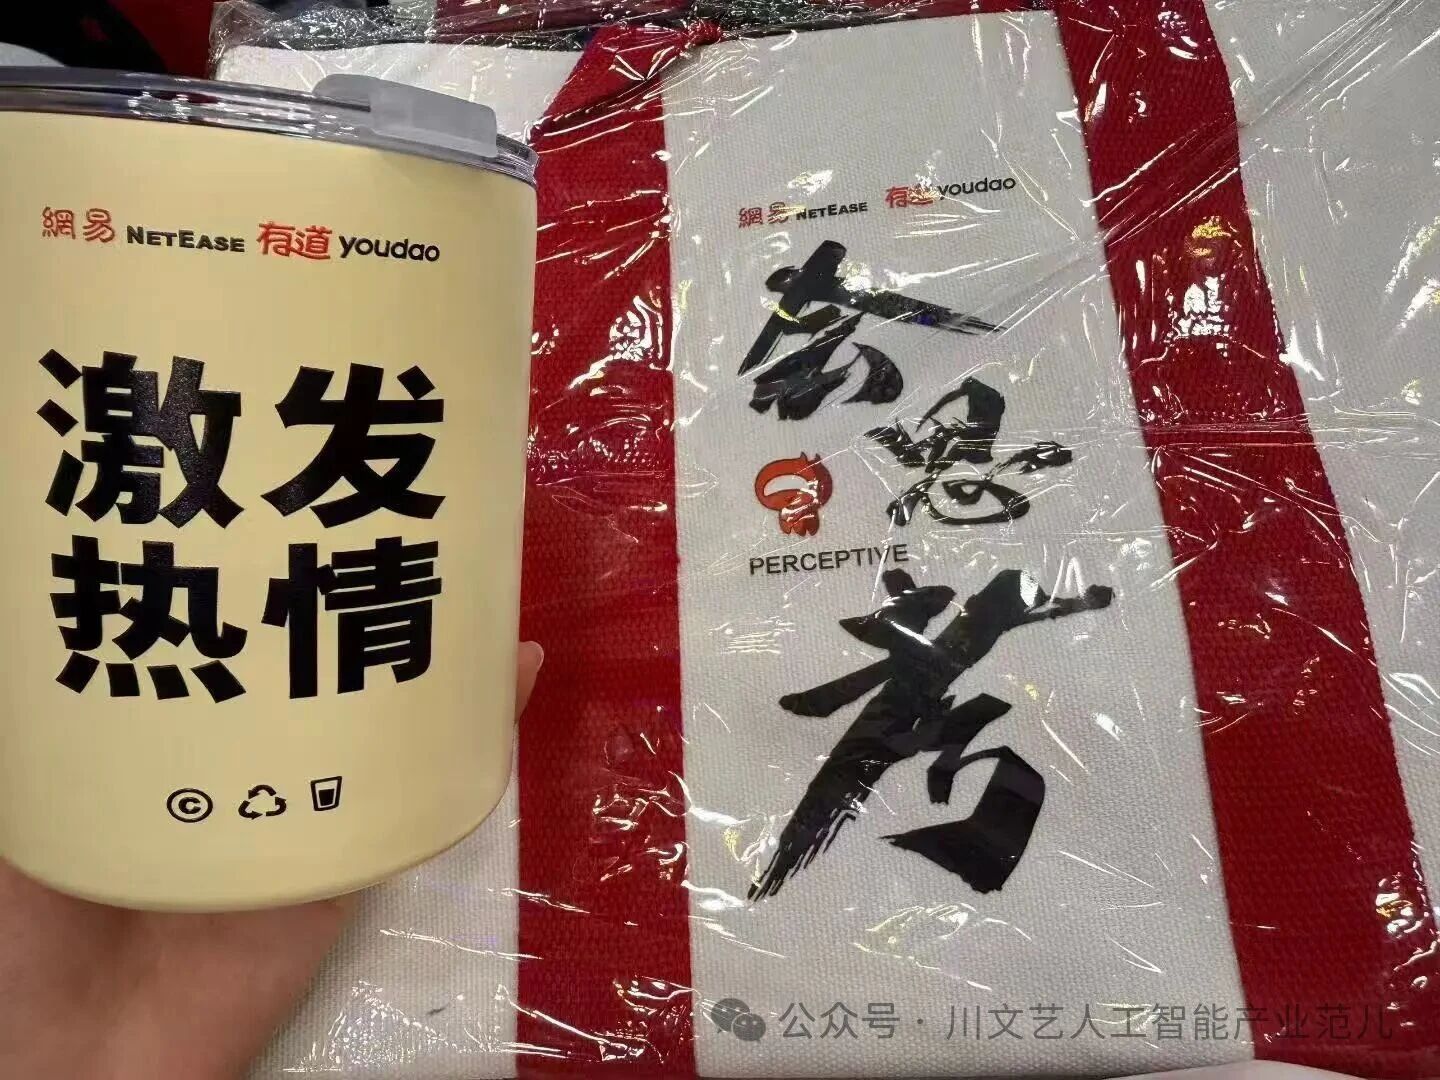 網易 NETEASE 有道 youdao
激发
热情
©
網易 NETEASE 有道 youdao
会
思
PERCEPTIVE
考
公众号 · 川文艺人工智能产业范儿